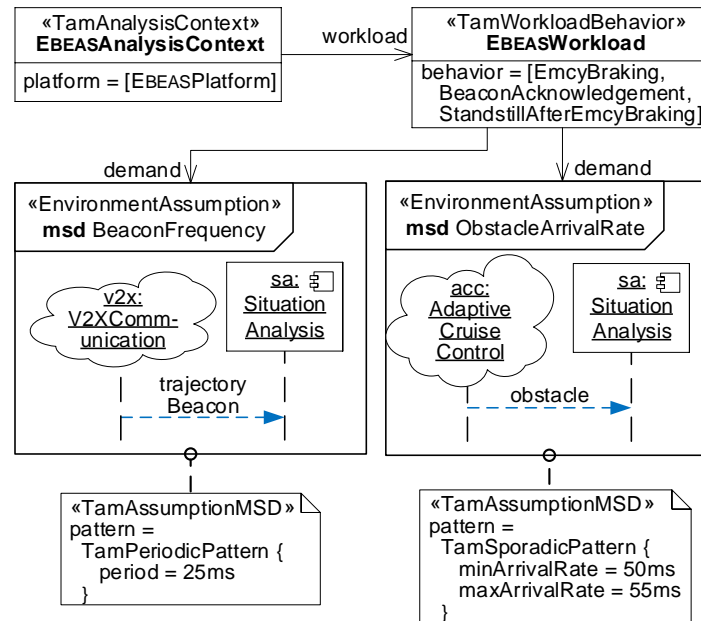 «TamAnalysisContext»
EBEASAnalysisContext
platform = [EBEASPlatform]
workload
«TamWorkloadBehavior»
EBEASWorkload
behavior = [EmcyBraking,
BeaconAcknowledgement,
StandstillAfterEmcyBraking]
demand
demand
«EnvironmentAssumption»
msd BeaconFrequency
v2x:
V2XComm-
unication
sa:
Situation
Analysis
trajectory
Beacon
«EnvironmentAssumption»
msd ObstacleArrivalRate
acc:
Adaptive
Cruise
Control
sa:
Situation
Analysis
obstacle
«TamAssumptionMSD»
pattern =
TamPeriodicPattern {
period = 25ms
}
«TamAssumptionMSD»
pattern =
TamSporadicPattern {
minArrivalRate = 50ms
maxArrivalRate = 55ms
}